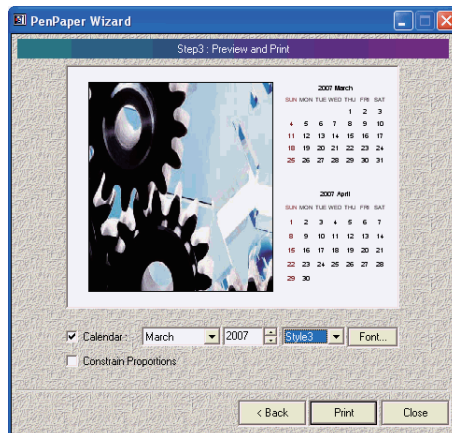 PenPaper Wizard
Step3 : Preview and Print
2007 March
SUN MON TUE WED THU FRI SAT
1 2 3
4 5 6 7 8 9 10
11 12 13 14 15 16 17
18 19 20 21 22 23 24
25 26 27 28 29 30 31
2007 April
SUN MON TUE WED THU FRI SAT
1 2 3 4 5 6 7
8 9 10 11 12 13 14
15 16 17 18 19 20 21
22 23 24 25 26 27 28
29 30
Calendar : March 2007 Style3 Font...
Constrain Proportions
< Back Print Close